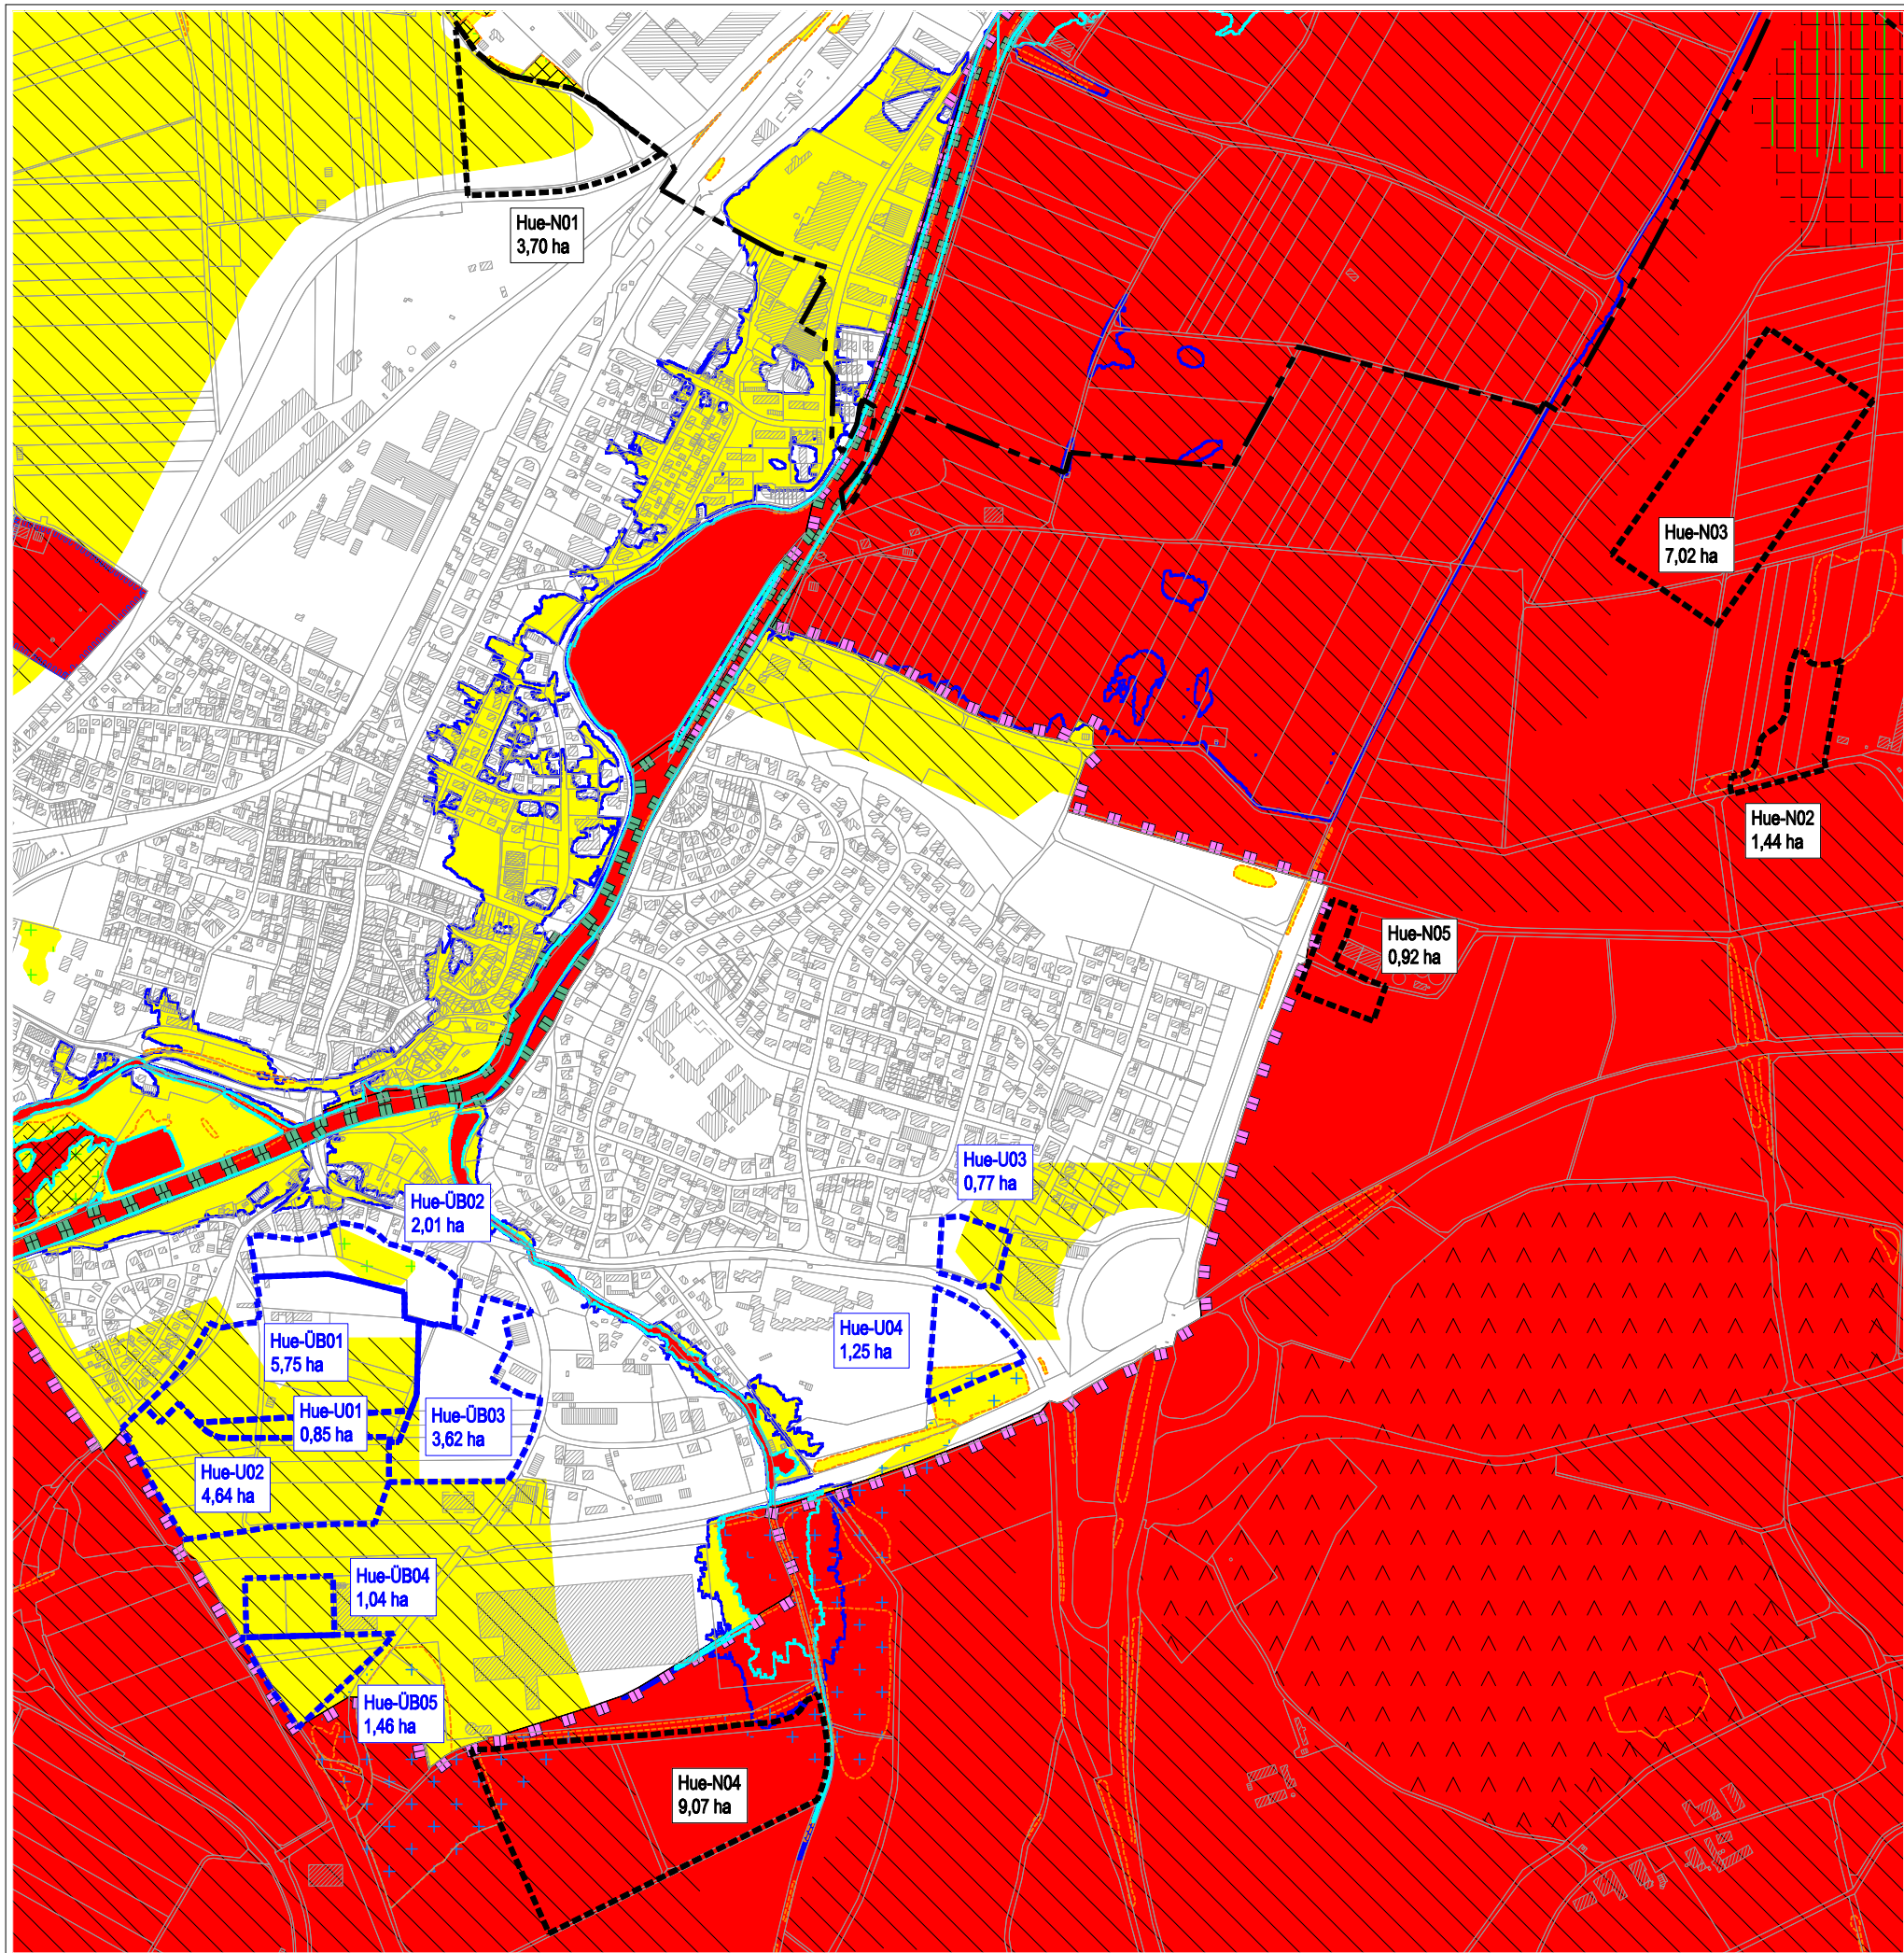 Hue-N01
3,70 ha
Hue-N03
7,02 ha
Hue-N02
1,44 ha
Hue-N05
0,92 ha
Hue-U03
0,77 ha
Hue-ÜB02
2,01 ha
Hue-U04
1,25 ha
Hue-ÜB01
5,75 ha
Hue-U01
0,85 ha
Hue-ÜB03
3,62 ha
Hue-U02
4,64 ha
Hue-ÜB04
1,04 ha
Hue-ÜB05
1,46 ha
Hue-N04
9,07 ha